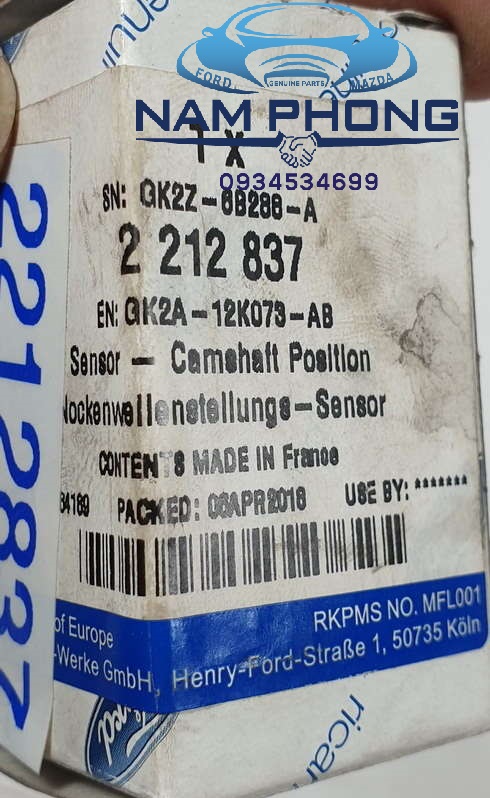 FORD
GENUINE PARTS
MAZDA
NAM PHONG
0934534699
1 X
SN: GK2Z-6B288-A
2 212 837
EN: GK2A-12K073-AB
Sensor - Camshaft Position
Nockenwellenstellungs-Sensor
CONTENTS MADE IN France
84189 PACKED: 06APR2018 USE BY: *******
of Europe
RKPMS NO. MFL001
-Werke GmbH, Henry-Ford-Straße 1, 50735 Köln
2212837
Ford